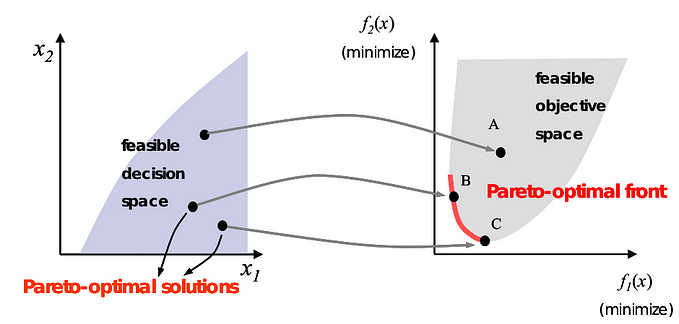 x2
feasible
decision
space
x1
Pareto-optimal solutions
f2(x)
(minimize)
feasible
objective
space
A
B
Pareto-optimal front
C
f1(x)
(minimize)